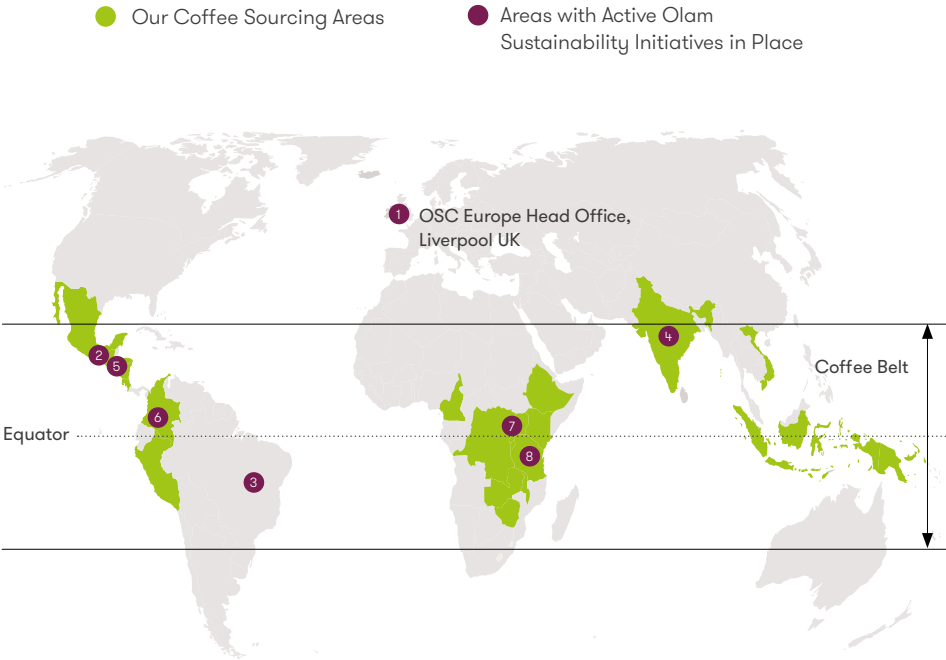 Our Coffee Sourcing Areas
Areas with Active Olam
Sustainability Initiatives in Place
1
OSC Europe Head Office,
Liverpool UK
2
5
4
Coffee Belt
6
Equator
7
8
3